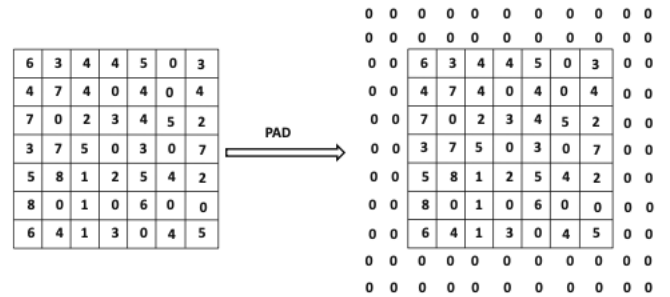 6 3 4 4 5 0 3
4 7 4 0 4 0 4
7 0 2 3 4 5 2
3 7 5 0 3 0 7
5 8 1 2 5 4 2
8 0 1 0 6 0 0
6 4 1 3 0 4 5
PAD
0 0 0 0 0 0 0 0 0 0 0
0 0 0 0 0 0 0 0 0 0 0
0 0 6 3 4 4 5 0 3 0 0
0 0 4 7 4 0 4 0 4 0 0
0 0 7 0 2 3 4 5 2 0 0
0 0 3 7 5 0 3 0 7 0 0
0 0 5 8 1 2 5 4 2 0 0
0 0 8 0 1 0 6 0 0 0 0
0 0 6 4 1 3 0 4 5 0 0
0 0 0 0 0 0 0 0 0 0 0
0 0 0 0 0 0 0 0 0 0 0